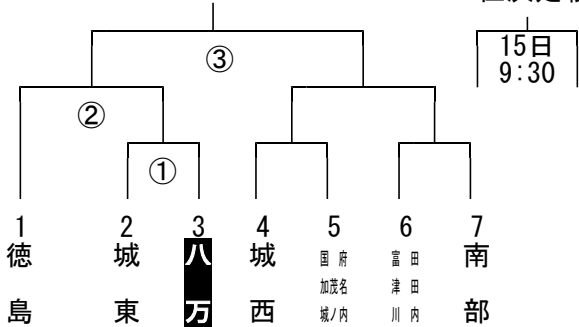 15日
9:30
③
②
①
1 2 3 4 5 6 7
徳島
城東
八万
城西
国府
加茂名
城ノ内
富田
津田
川内
南部